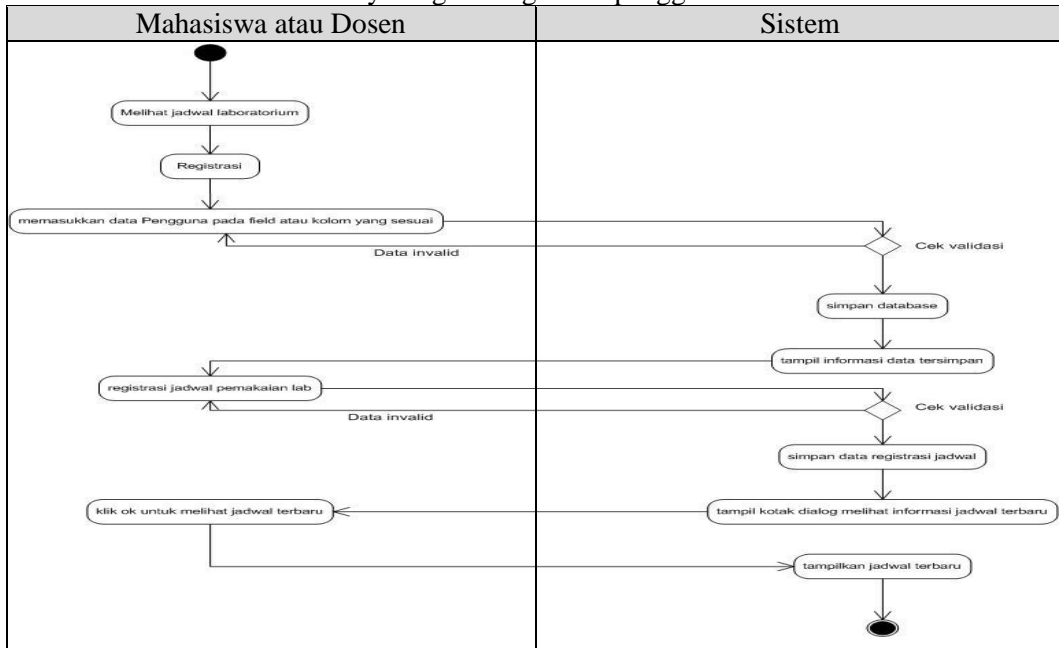 Mahasiswa atau Dosen
Sistem
Melihat jadwal laboratorium
Registrasi
memasukkan data Pengguna pada field atau kolom yang sesuai
Cek validasi
Data invalid
simpan database
tampil informasi data tersimpan
registrasi jadwal pemakaian lab
Cek validasi
Data invalid
simpan data registrasi jadwal
klik ok untuk melihat jadwal terbaru
tampil kotak dialog melihat informasi jadwal terbaru
tampilkan jadwal terbaru